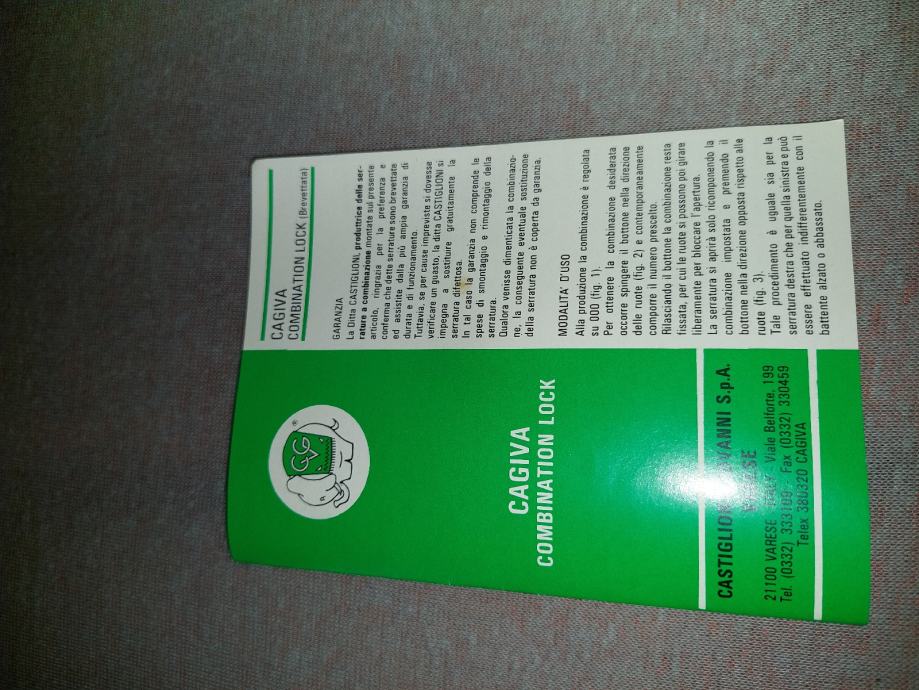 CAGIVA
COMBINATION LOCK (Brevettata)
GARANZIA
La Ditta CASTIGLIONI, produttrice delle ser-
rature a combinazione montate sul presente
articolo, ringrazia per la preferenza e
conferma che dette serrature sono brevettate
ed assistite dalla più ampia garanzia di
durata e di funzionamento.
Tuttavia, se per cause impreviste si dovesse
verificare un guasto, la ditta CASTIGLIONI si
impegna a sostituire gratuitamente la
serratura difettosa.
In tal caso la garanzia non comprende le
spese di smontaggio e rimontaggio della
serratura.
Qualora venisse dimenticata la combinazio-
ne, la conseguente eventuale sostituzione
della serratura non è coperta da garanzia.
MODALITA' D'USO
Alla produzione la combinazione è regolata
su 000 (fig. 1).
Per ottenere la combinazione desiderata
occorre spingere il bottone nella direzione
delle ruote (fig. 2) e contemporaneamente
comporre il numero prescelto.
Rilasciando il bottone la combinazione resta
fissata, per cui le ruote si possono poi girare
liberamente per bloccare l'apertura.
La serratura si aprirà solo ricomponendo la
combinazione impostata e premendo il
bottone nella direzione opposta rispetto alle
ruote (fig. 3).
Tale procedimento è uguale sia per la
serratura destra che per quella sinistra e può
essere effettuato indifferentemente con il
battente alzato o abbassato.
CGV
®
CAGIVA
COMBINATION LOCK
CASTIGLIONI GIOVANNI S.p.A.
VARESE
21100 VARESE - ITALY - Viale Belforte, 199
Tel. (0332) 333109 - Fax (0332) 330459
Telex 380320 CAGIVA